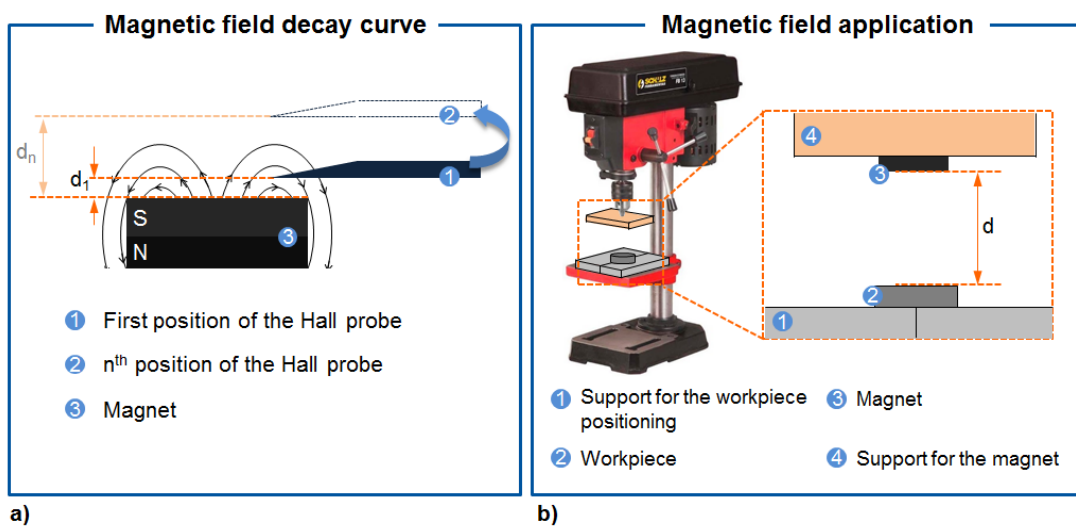 Magnetic field decay curve
dn
d1
2
1
S
N
3
1 First position of the Hall probe
2 nth position of the Hall probe
3 Magnet
a)
Magnetic field application
SCHULZ
4
3
d
2
1
1 Support for the workpiece
positioning
2 Workpiece
3 Magnet
4 Support for the magnet
b)